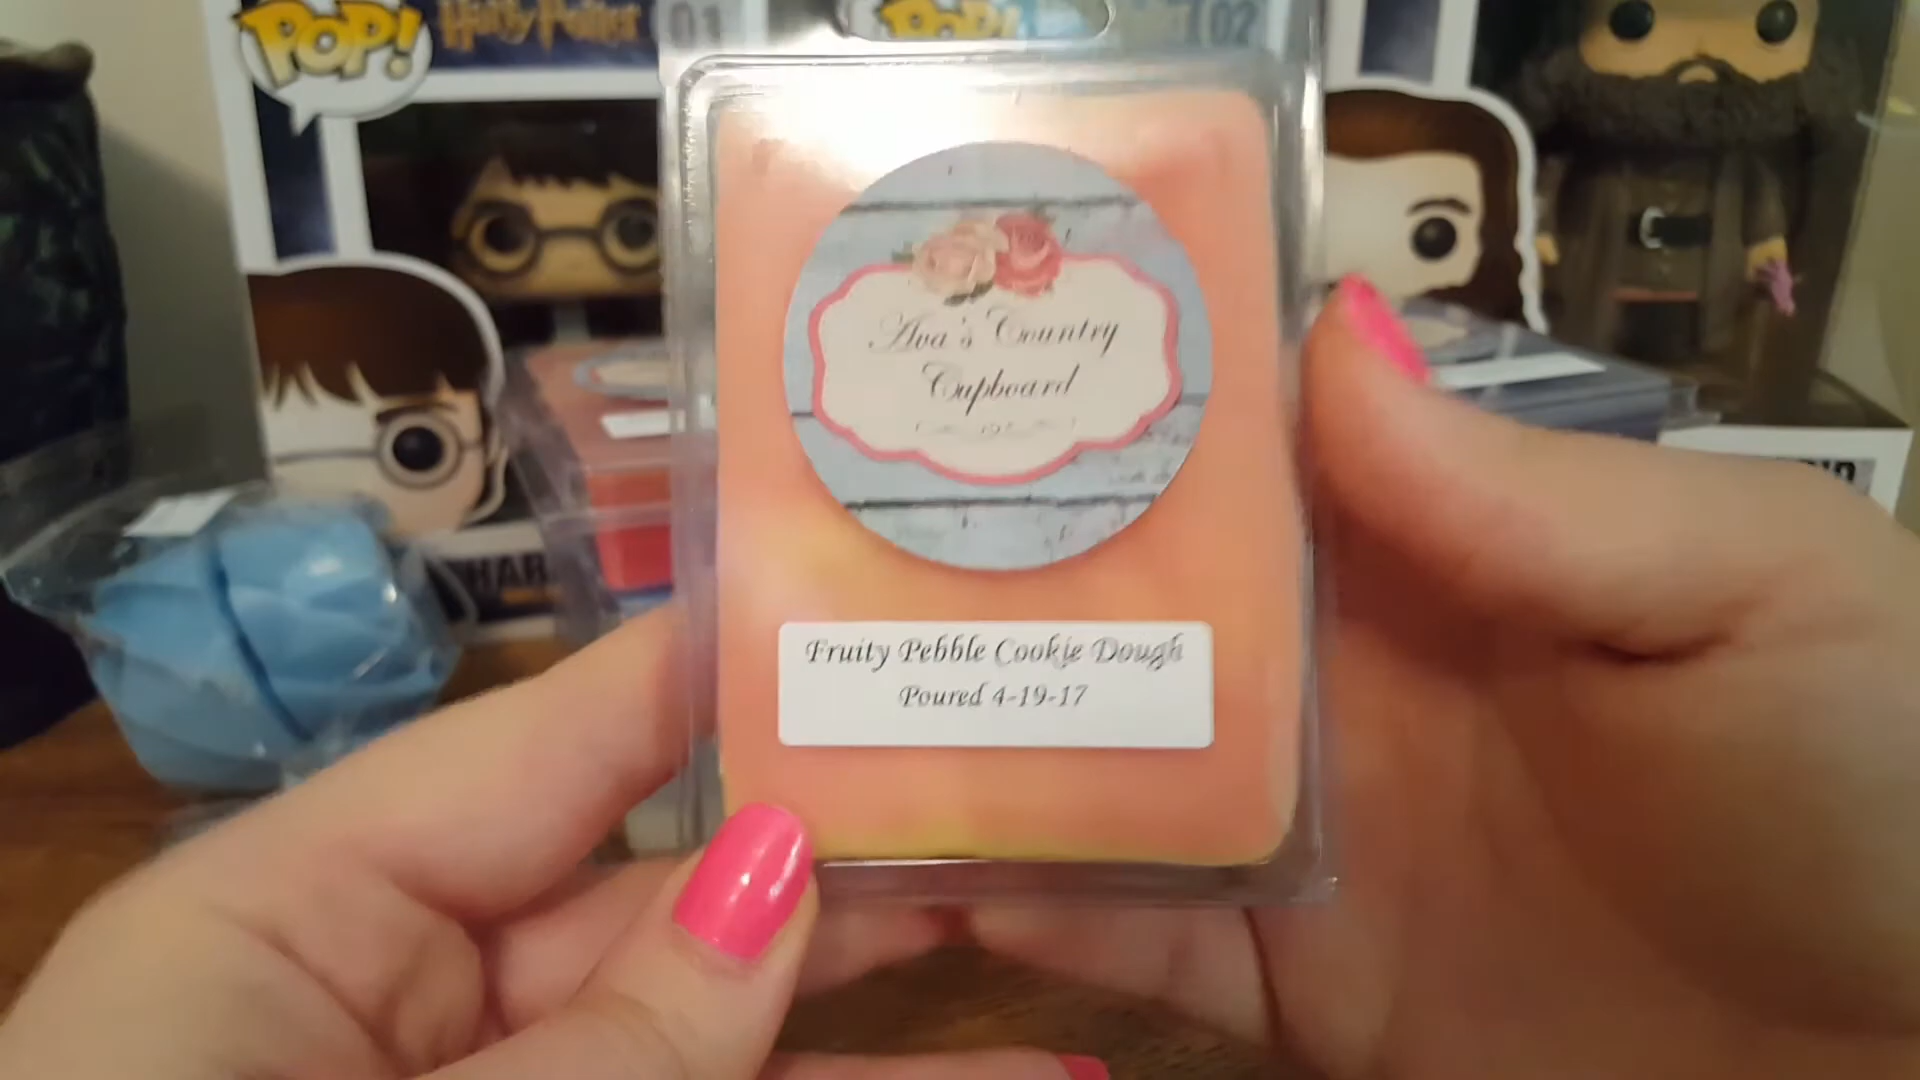 POP! Harry Potter 01
POP! 02
Ava's Country
Cupboard
Fruity Pebble Cookie Dough
Poured 4-19-17